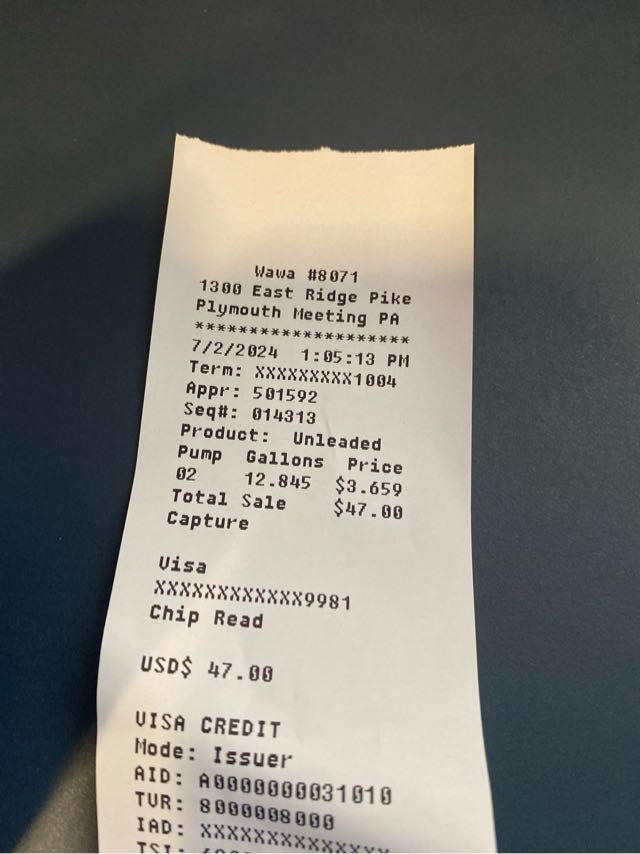 Wawa #8071
1300 East Ridge Pike
Plymouth Meeting PA
********************
7/2/2024 1:05:13 PM
Term: XXXXXXXXX1004
Appr: 501592
Seq#: 014313
Product: Unleaded
Pump Gallons Price
02 12.845 $3.659
Total Sale $47.00
Capture
Visa
XXXXXXXXXXXX9981
Chip Read
USD$ 47.00
VISA CREDIT
Mode: Issuer
AID: A0000000031010
TVR: 8000008000
IAD: XXXXXXXXXXXXXX
TSI: